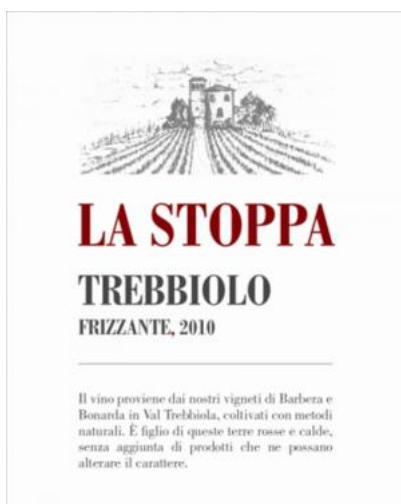 LA STOPPA
TREBBIOLO
FRIZZANTE, 2010
Il vino proviene dai nostri vigneti di Barbera e
Bonarda in Val Trebbiola, coltivati con metodi
naturali. È figlio di queste terre rosse e calde,
senza aggiunta di prodotti che ne possano
alterare il carattere.